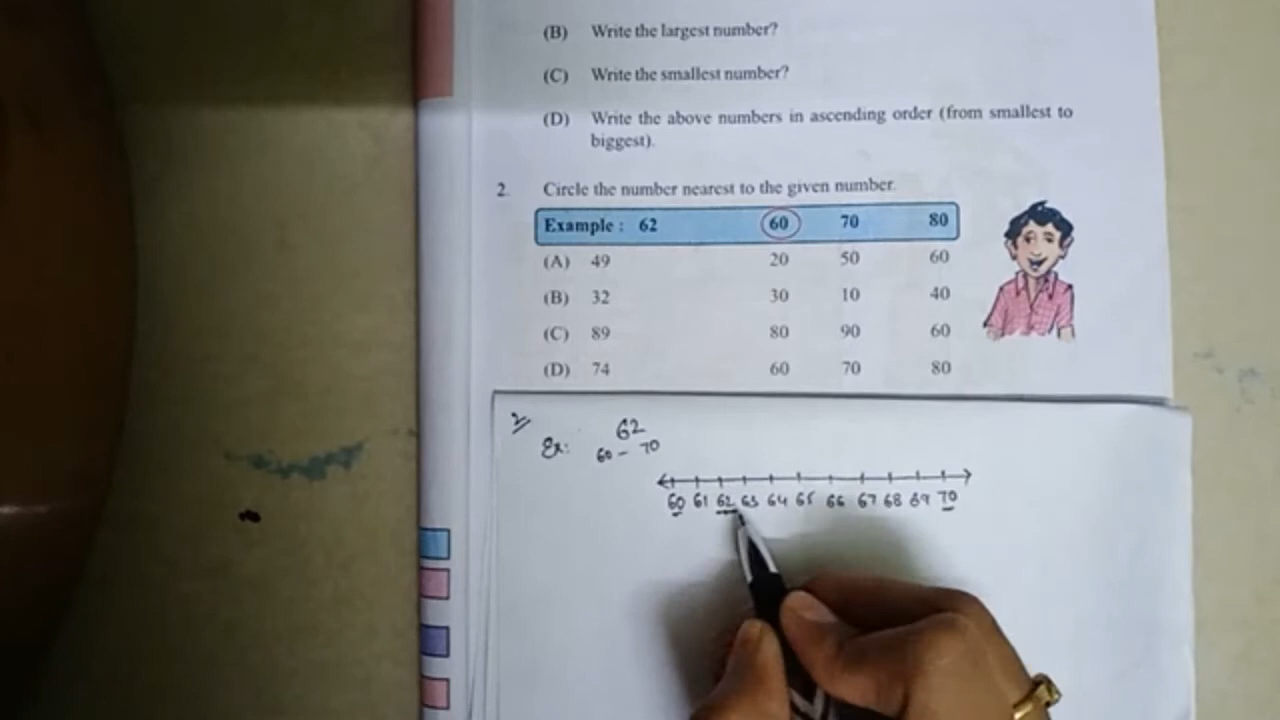 (B) Write the largest number?
(C) Write the smallest number?
(D) Write the above numbers in ascending order (from smallest to
biggest).
2. Circle the number nearest to the given number.
Example : 62 60 70 80
(A) 49 20 50 60
(B) 32 30 10 40
(C) 89 80 90 60
(D) 74 60 70 80
2
Ex: 62
60 - 70
60 61 62 63 64 65 66 67 68 69 70